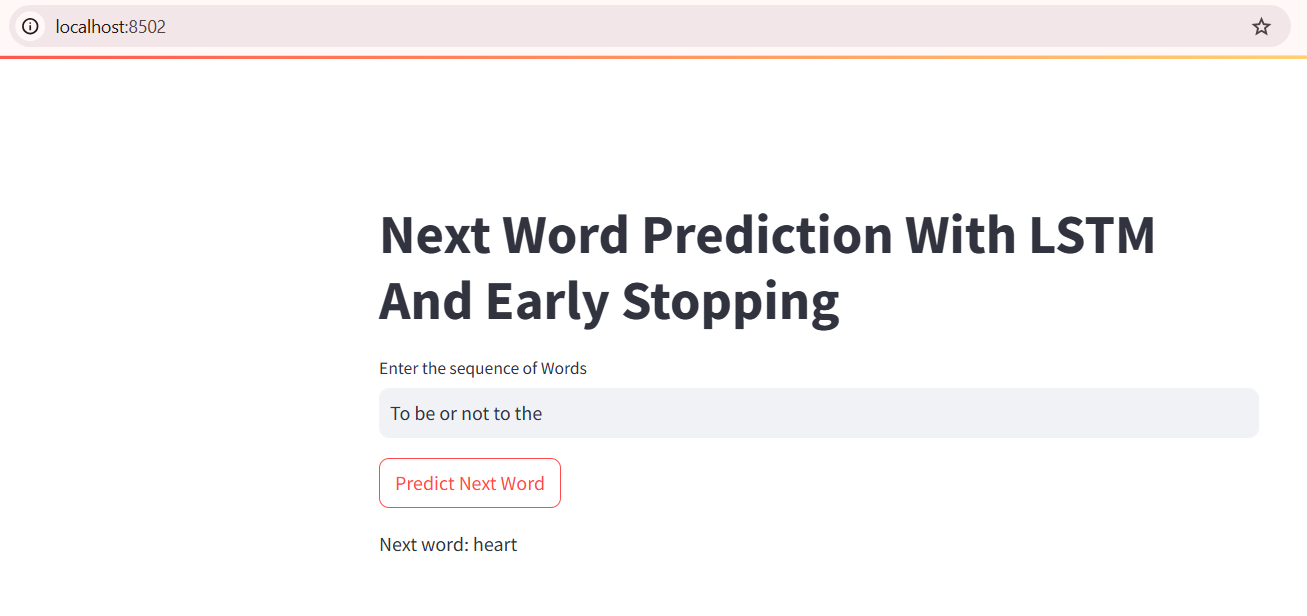 localhost:8502
Next Word Prediction With LSTM
And Early Stopping
Enter the sequence of Words
To be or not to the
Predict Next Word
Next word: heart